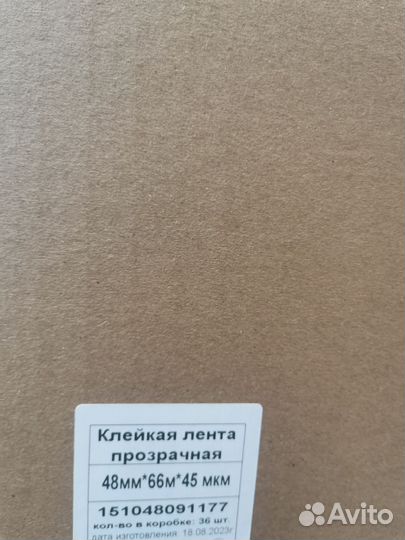 Клейкая лента
прозрачная
48мм*66м*45 мкм
151048091177
кол-во в коробке: 36 шт
дата изготовления: 18.08.2023г
Avito